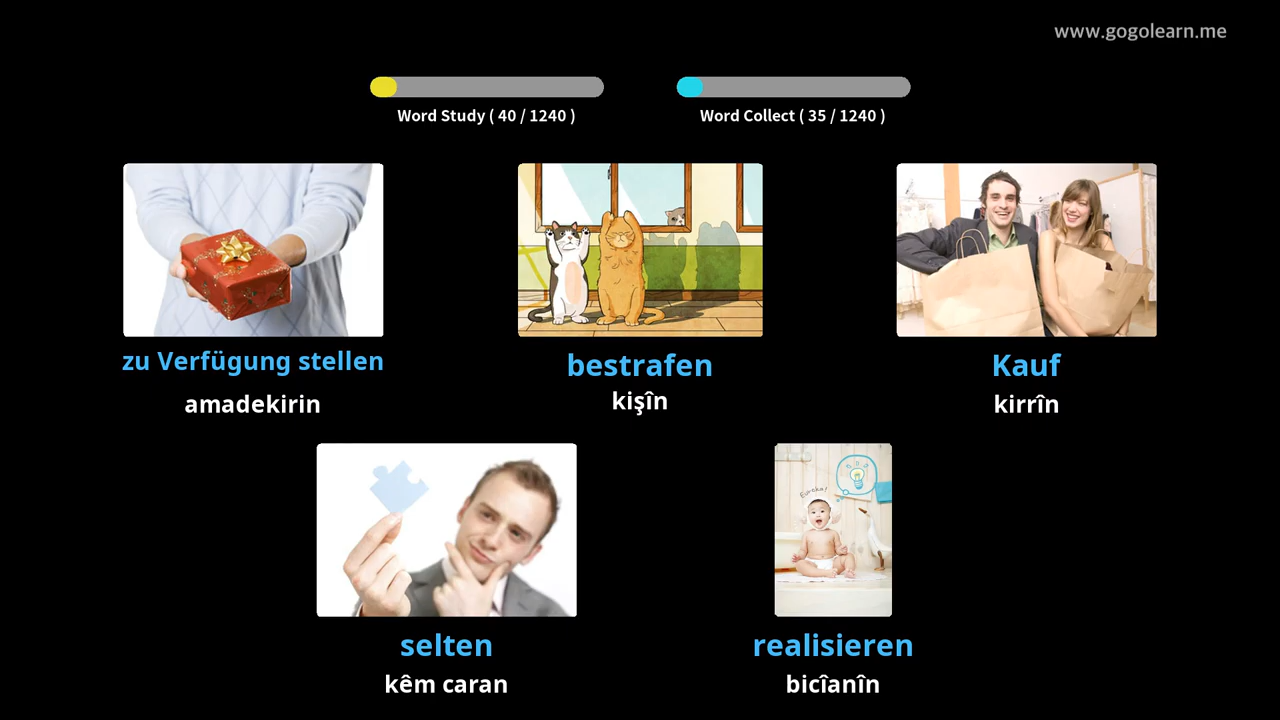 www.gogolearn.me
Word Study ( 40 / 1240 )
Word Collect ( 35 / 1240 )
zu Verfügung stellen
bestrafen
Kauf
amadekirin
kişîn
kirrîn
Eureka!
selten
realisieren
kêm caran
bicîanîn